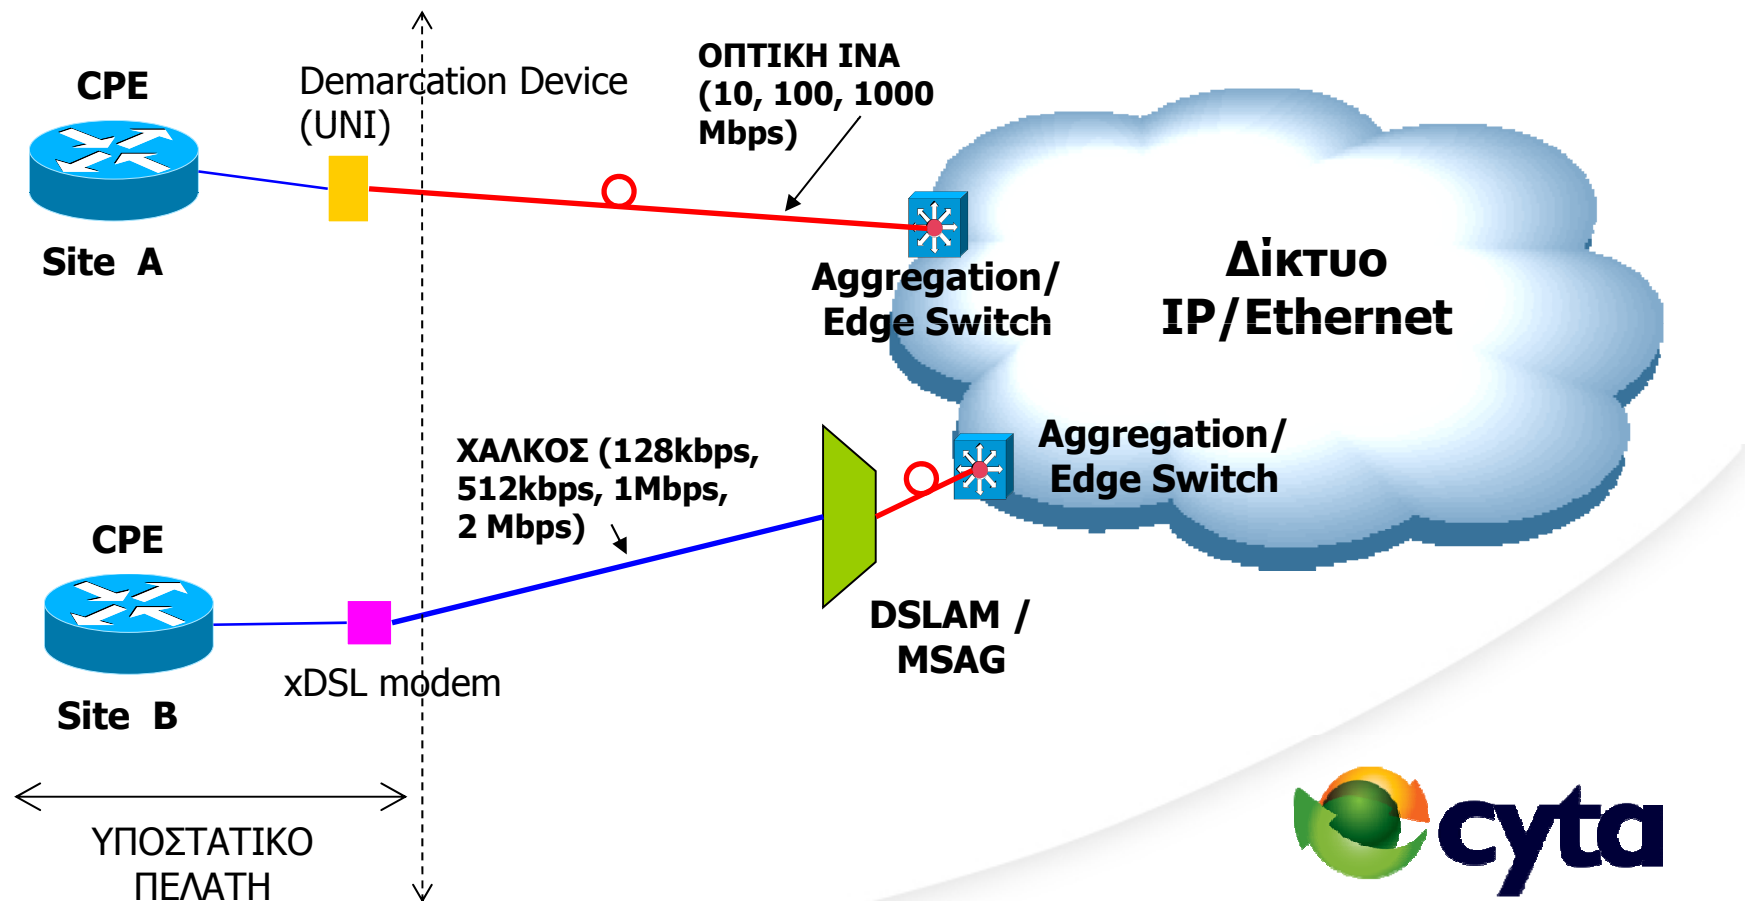 CPE
Demarcation Device
(UNI)
ΟΠΤΙΚΗ ΙΝΑ
(10, 100, 1000
Mbps)
Site A
Aggregation/
Edge Switch
Δίκτυο
IP/Ethernet
ΧΑΛΚΟΣ (128kbps,
512kbps, 1Mbps,
2 Mbps)
Aggregation/
Edge Switch
CPE
DSLAM /
MSAG
xDSL modem
Site B
ΥΠΟΣΤΑΤΙΚΟ
ΠΕΛΑΤΗ
cyta